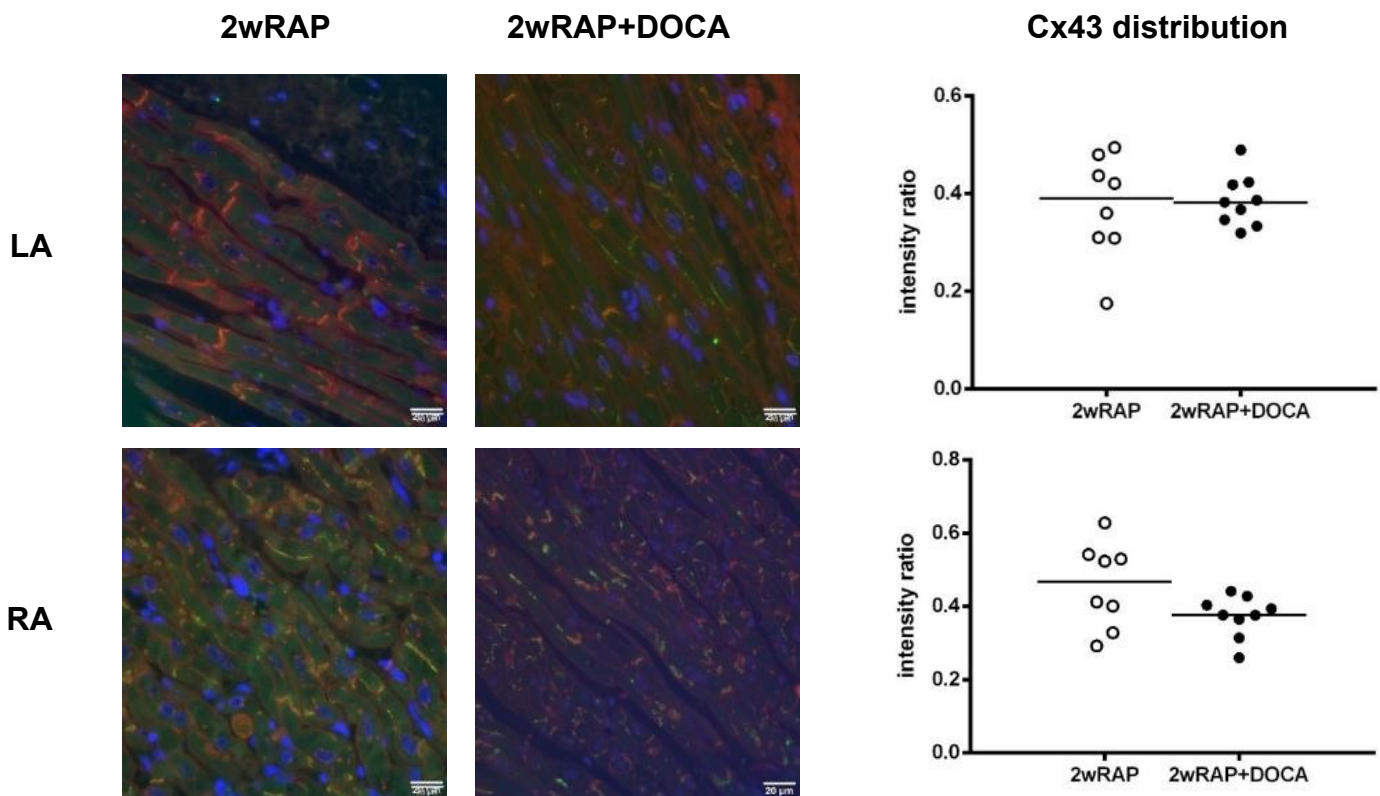 2wRAP
2wRAP+DOCA
Cx43 distribution
LA
0.6
0.4
0.2
0.0
intensity ratio
2wRAP
2wRAP+DOCA
RA
20 µm
0.8
0.6
0.4
0.2
0.0
intensity ratio
2wRAP
2wRAP+DOCA